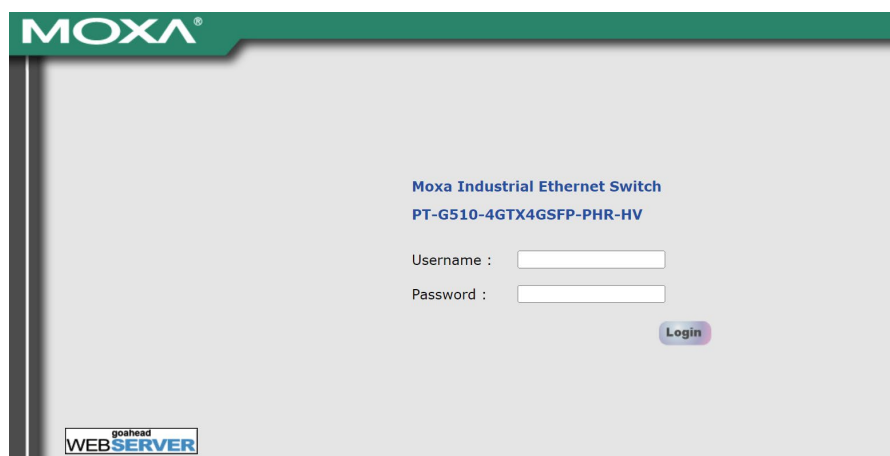 MOXA®
Moxa Industrial Ethernet Switch
PT-G510-4GTX4GSFP-PHR-HV
Username :
Password :
Login
goahead
WEBSERVER